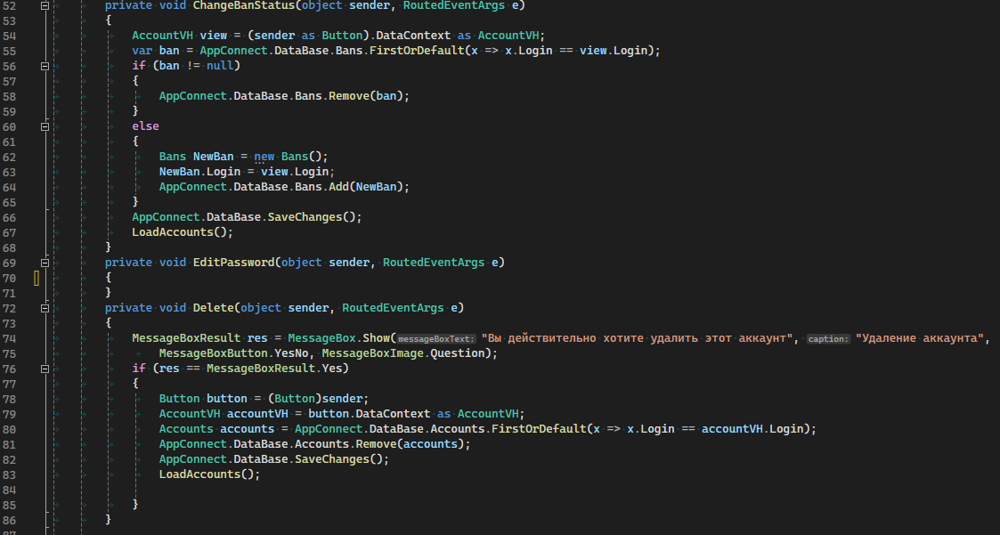 52 private void ChangeBanStatus(object sender, RoutedEventArgs e)
53 {
54 AccountVH view = (sender as Button).DataContext as AccountVH;
55 var ban = AppConnect.DataBase.Bans.FirstOrDefault(x => x.Login == view.Login);
56 if (ban != null)
57 {
58 AppConnect.DataBase.Bans.Remove(ban);
59 }
60 else
61 {
62 Bans NewBan = new Bans();
63 NewBan.Login = view.Login;
64 AppConnect.DataBase.Bans.Add(NewBan);
65 }
66 AppConnect.DataBase.SaveChanges();
67 LoadAccounts();
68 }
69 private void EditPassword(object sender, RoutedEventArgs e)
70 {
71 }
72 private void Delete(object sender, RoutedEventArgs e)
73 {
74 MessageBoxResult res = MessageBox.Show(messageBoxText: "Вы действительно хотите удалить этот аккаунт", caption: "Удаление аккаунта",
75 MessageBoxButton.YesNo, MessageBoxImage.Question);
76 if (res == MessageBoxResult.Yes)
77 {
78 Button button = (Button)sender;
79 AccountVH accountVH = button.DataContext as AccountVH;
80 Accounts accounts = AppConnect.DataBase.Accounts.FirstOrDefault(x => x.Login == accountVH.Login);
81 AppConnect.DataBase.Accounts.Remove(accounts);
82 AppConnect.DataBase.SaveChanges();
83 LoadAccounts();
84
85 }
86 }
87